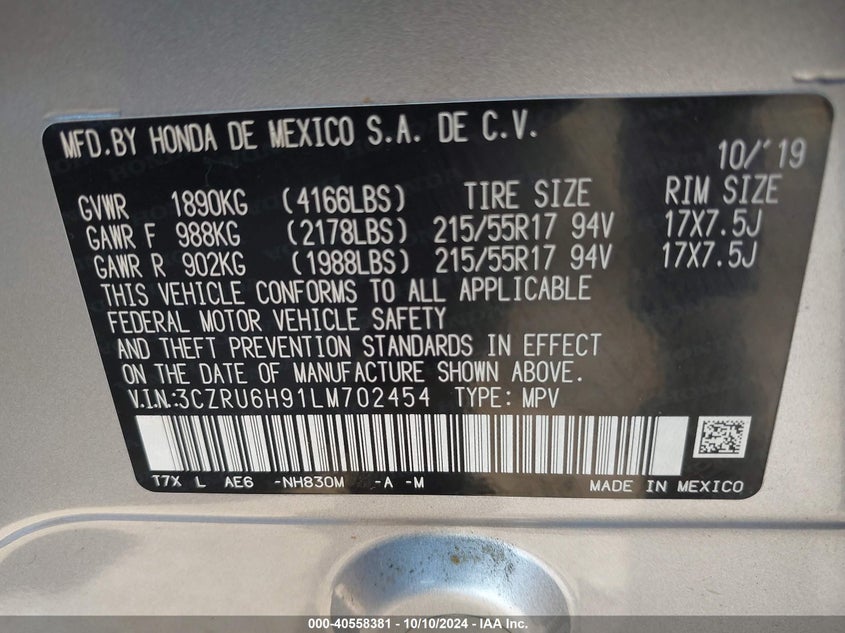 MFD.BY HONDA DE MEXICO S.A. DE C.V.
10/'19
GVWR 1890KG (4166LBS) TIRE SIZE RIM SIZE
GAWR F 988KG (2178LBS) 215/55R17 94V 17X7.5J
GAWR R 902KG (1988LBS) 215/55R17 94V 17X7.5J
THIS VEHICLE CONFORMS TO ALL APPLICABLE
FEDERAL MOTOR VEHICLE SAFETY
AND THEFT PREVENTION STANDARDS IN EFFECT
ON THE DATE OF MANUFACTURE SHOWN ABOVE.
V.I.N.:3CZRU6H91LM702454 TYPE: MPV
T7X L AE6 -NH830M -A -M MADE IN MEXICO
000-40558381 - 10/10/2024 - IAA Inc.